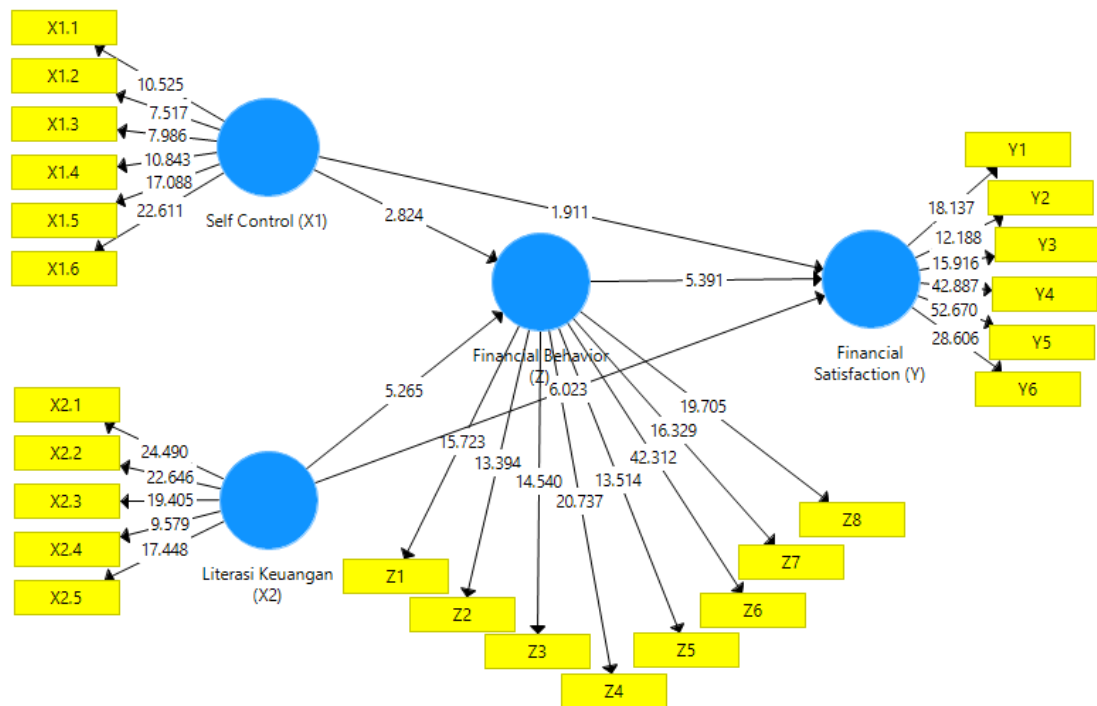 X1.1
X1.2
X1.3
X1.4
X1.5
X1.6
10.525
7.517
7.986
10.843
17.088
22.611
Self Control (X1)
2.824
1.911
Y1
Y2
Y3
Y4
Y5
Y6
18.137
12.188
15.916
42.887
52.670
28.606
Financial
Satisfaction (Y)
5.391
Financial Behavior
(Z)
5.265
6.023
X2.1
X2.2
X2.3
X2.4
X2.5
24.490
22.646
19.405
9.579
17.448
Literasi Keuangan
(X2)
15.723
13.394
14.540
20.737
13.514
42.312
16.329
19.705
Z1
Z2
Z3
Z4
Z5
Z6
Z7
Z8